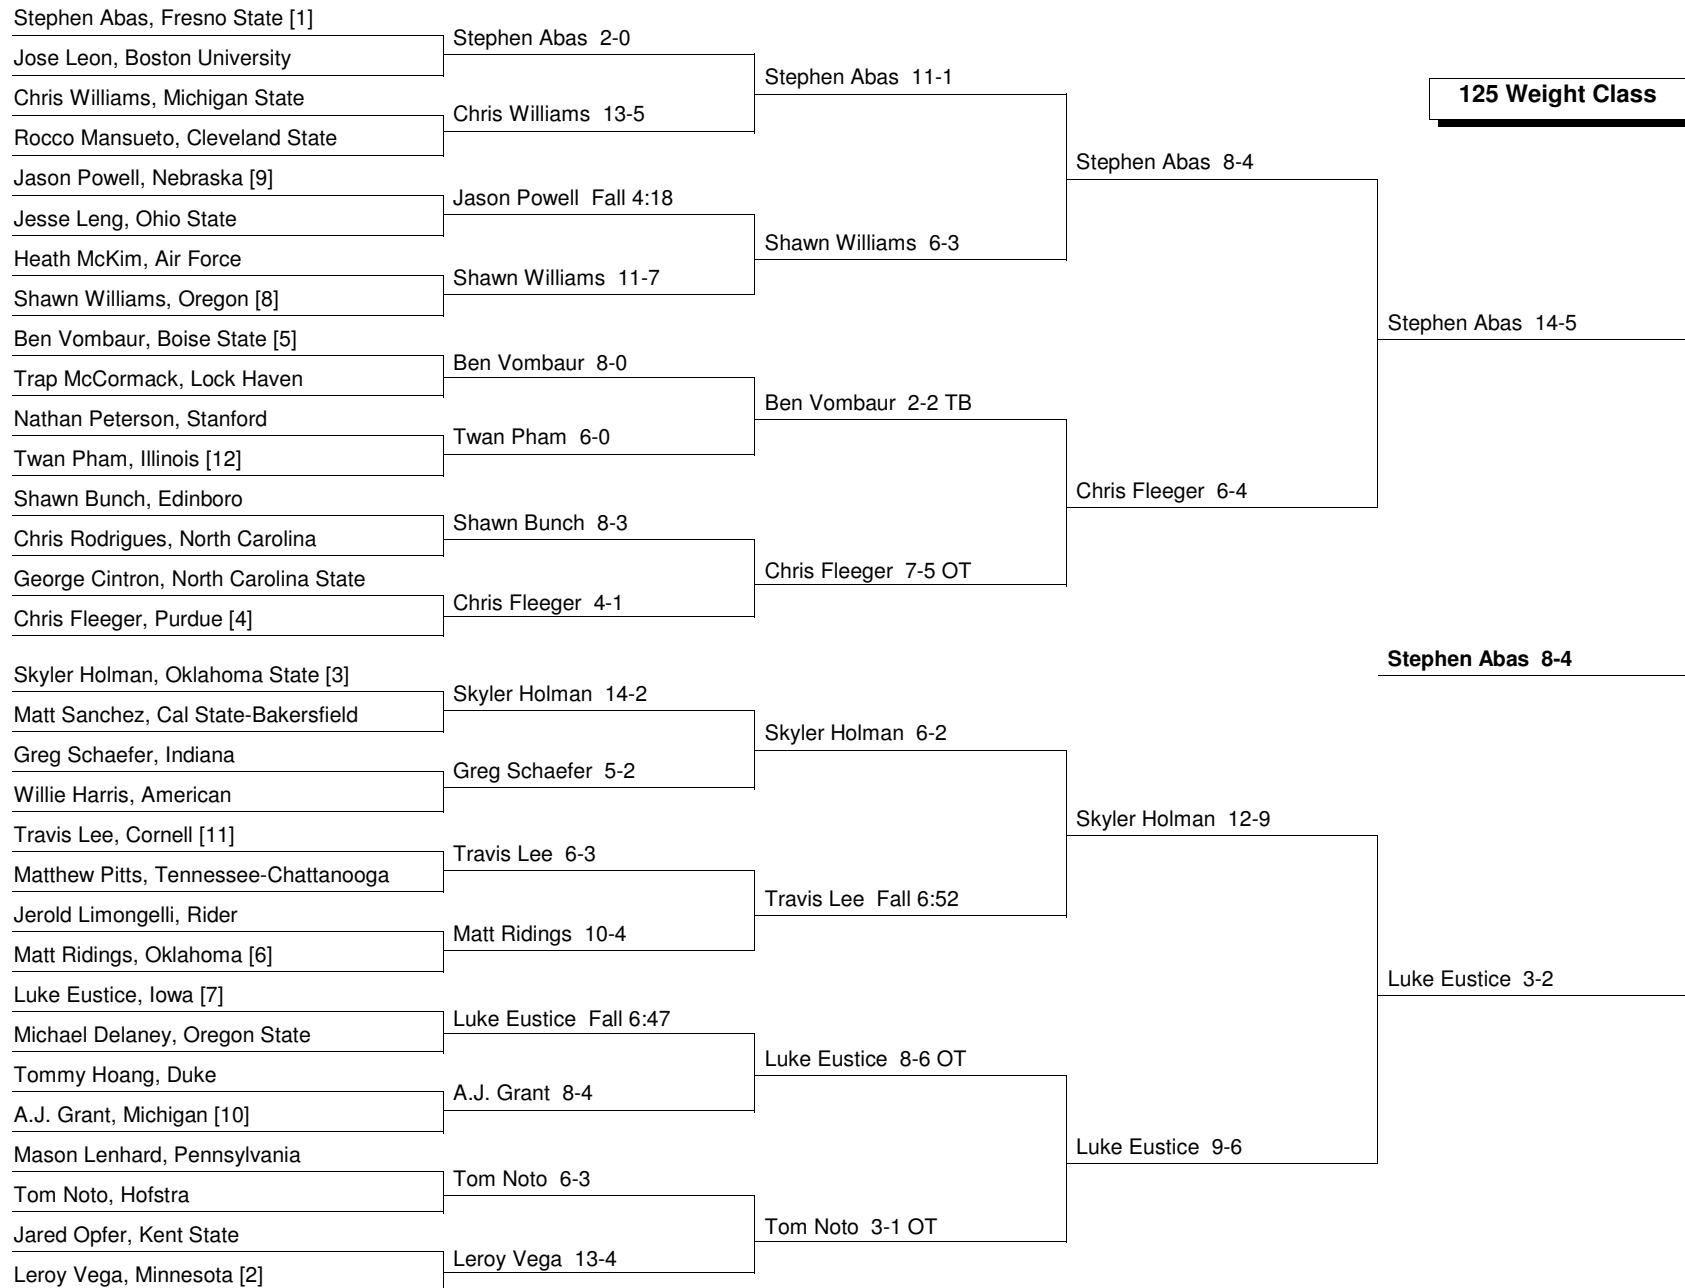 Stephen Abas, Fresno State [1]
Jose Leon, Boston University
Chris Williams, Michigan State
Rocco Mansueto, Cleveland State
Jason Powell, Nebraska [9]
Jesse Leng, Ohio State
Heath McKim, Air Force
Shawn Williams, Oregon [8]
Ben Vombaur, Boise State [5]
Trap McCormack, Lock Haven
Nathan Peterson, Stanford
Twan Pham, Illinois [12]
Shawn Bunch, Edinboro
Chris Rodrigues, North Carolina
George Cintron, North Carolina State
Chris Fleeger, Purdue [4]
Skyler Holman, Oklahoma State [3]
Matt Sanchez, Cal State-Bakersfield
Greg Schaefer, Indiana
Willie Harris, American
Travis Lee, Cornell [11]
Matthew Pitts, Tennessee-Chattanooga
Jerold Limongelli, Rider
Matt Ridings, Oklahoma [6]
Luke Eustice, Iowa [7]
Michael Delaney, Oregon State
Tommy Hoang, Duke
A.J. Grant, Michigan [10]
Mason Lenhard, Pennsylvania
Tom Noto, Hofstra
Jared Opfer, Kent State
Leroy Vega, Minnesota [2]
Stephen Abas 2-0
Chris Williams 13-5
Jason Powell Fall 4:18
Shawn Williams 11-7
Ben Vombaur 8-0
Twan Pham 6-0
Shawn Bunch 8-3
Chris Fleeger 4-1
Skyler Holman 14-2
Greg Schaefer 5-2
Travis Lee 6-3
Matt Ridings 10-4
Luke Eustice Fall 6:47
A.J. Grant 8-4
Tom Noto 6-3
Leroy Vega 13-4
Stephen Abas 11-1
Shawn Williams 6-3
Ben Vombaur 2-2 TB
Chris Fleeger 7-5 OT
Skyler Holman 6-2
Travis Lee Fall 6:52
Luke Eustice 8-6 OT
Tom Noto 3-1 OT
Stephen Abas 8-4
Chris Fleeger 6-4
Skyler Holman 12-9
Luke Eustice 9-6
125 Weight Class
Stephen Abas 14-5
Stephen Abas 8-4
Luke Eustice 3-2